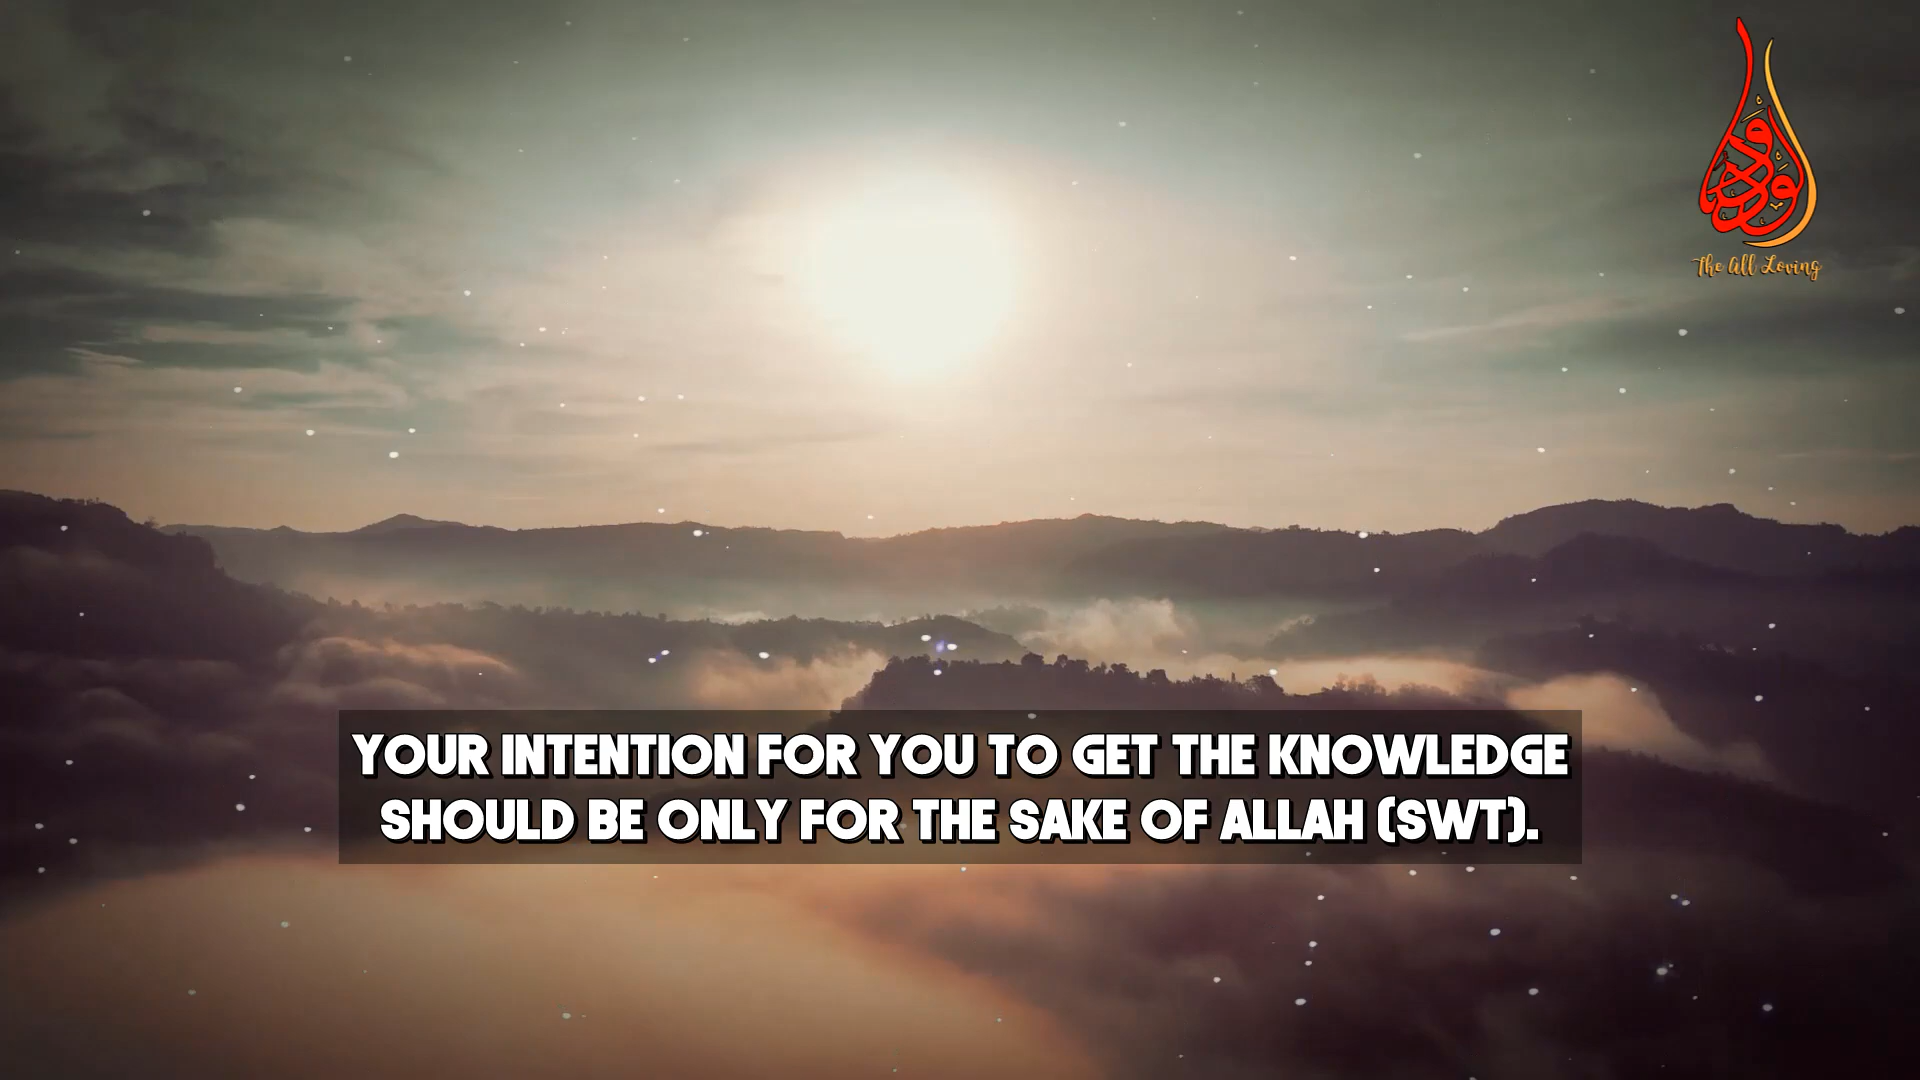 الودود
The All Loving
YOUR INTENTION FOR YOU TO GET THE KNOWLEDGE
SHOULD BE ONLY FOR THE SAKE OF ALLAH (SWT).